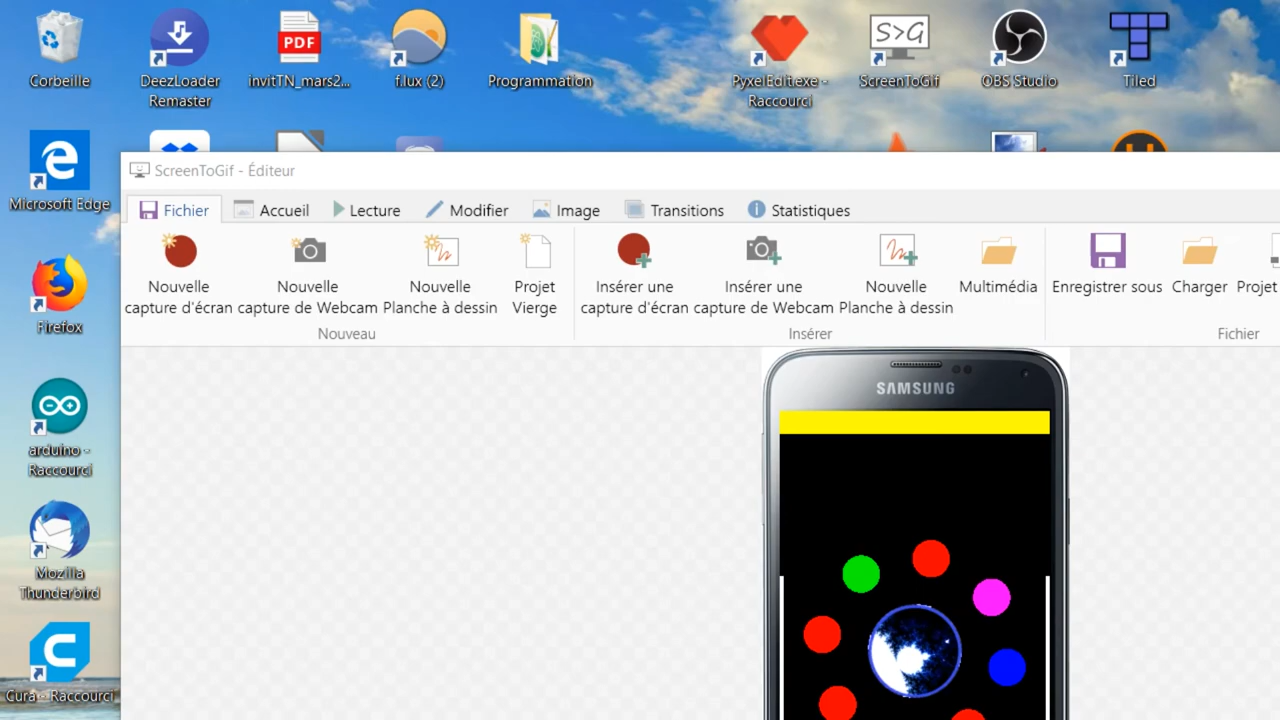 Corbeille
DeezLoader
Remaster
PDF
invitTN_mars2...
f.lux (2)
Programmation
PyxelEdit.exe -
Raccourci
S>G
ScreenToGif
OBS Studio
Tiled
Microsoft Edge
Firefox
arduino -
Raccourci
Mozilla
Thunderbird
Cura - Raccourci
ScreenToGif - Éditeur
Fichier
Accueil
Lecture
Modifier
Image
Transitions
Statistiques
Nouvelle
capture d'écran
Nouvelle
capture de Webcam
Nouvelle
Planche à dessin
Projet
Vierge
Nouveau
Insérer une
capture d'écran
Insérer une
capture de Webcam
Nouvelle
Planche à dessin
Multimédia
Insérer
Enregistrer sous
Charger
Projet
Fichier
SAMSUNG